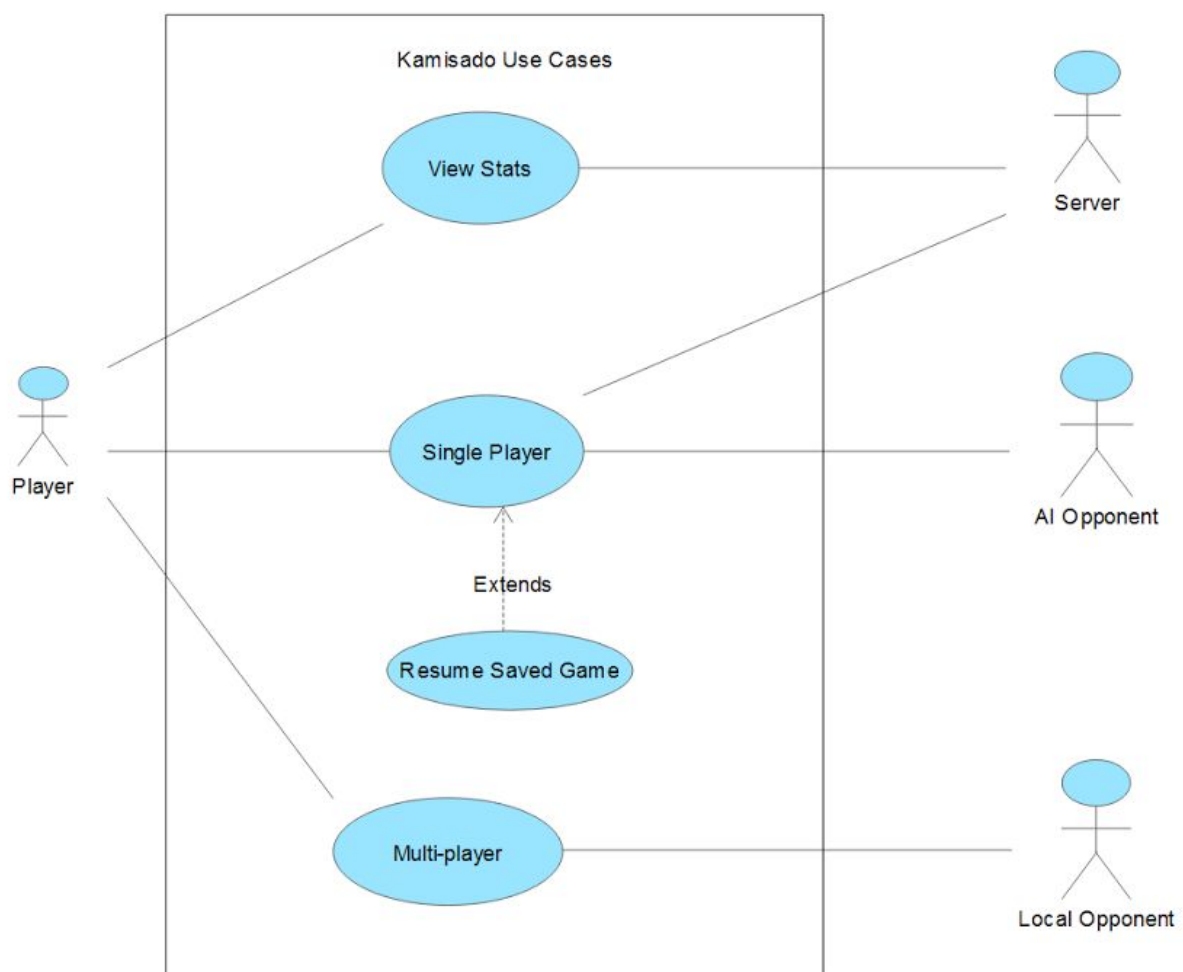 Kamisado Use Cases
View Stats
Server
Single Player
Player
AI Opponent
Extends
Resume Saved Game
Multi-player
Local Opponent